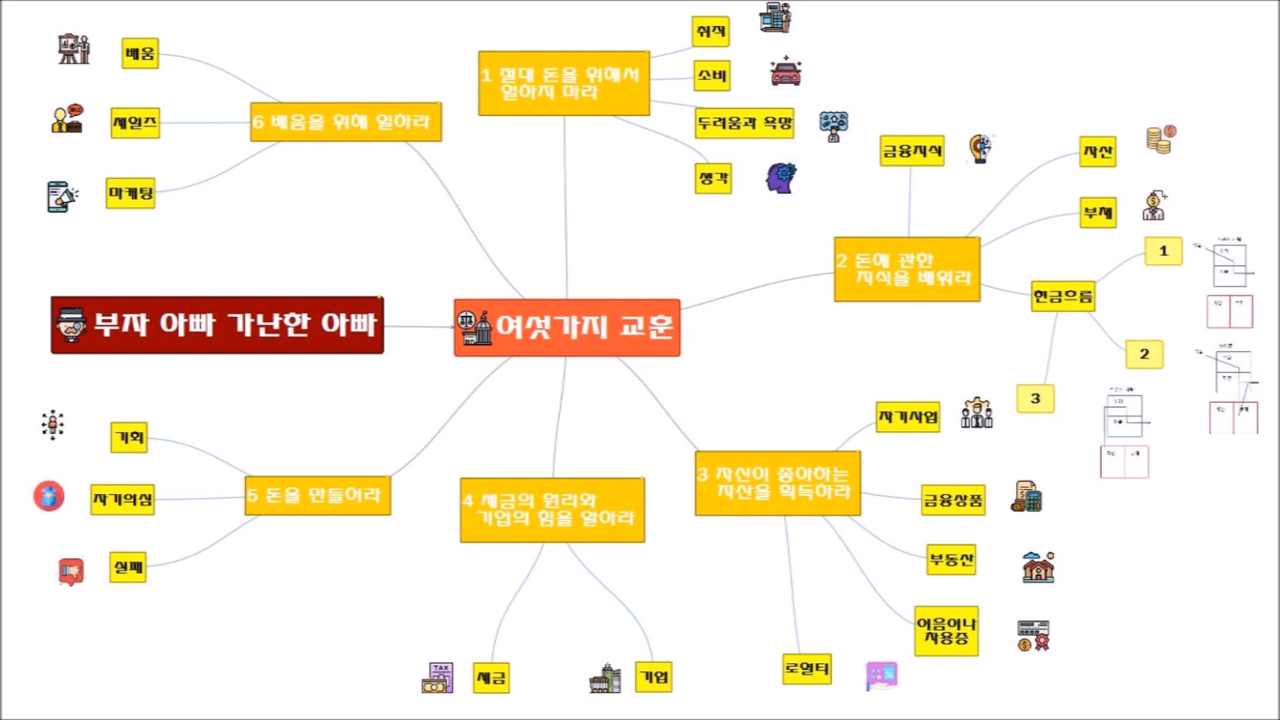 부자 아빠 가난한 아빠
여섯가지 교훈
1 절대 돈을 위해서
일하지 마라
취직
소비
두려움과 욕망
생각
2 돈에 관한
지식을 배워라
금융지식
자산
부채
현금흐름
1
2
3
3 자신이 좋아하는
자산을 획득하라
자기사업
금융상품
부동산
어음이나
차용증
로열티
4 세금의 원리와
기업의 힘을 알아라
TAX
세금
기업
5 돈을 만들어라
기회
자기의심
실패
6 배움을 위해 일하라
배움
세일즈
마케팅